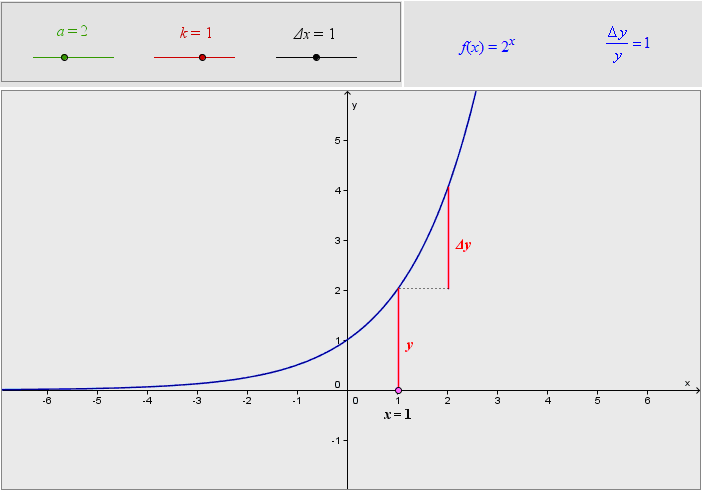 a = 2
k = 1
Δx = 1
f(x) = 2^x
Δy/y = 1
y
5
4
3
Δy
2
1
y
0
x
-6
-5
-4
-3
-2
-1
0
1
2
3
4
5
6
x = 1
-1